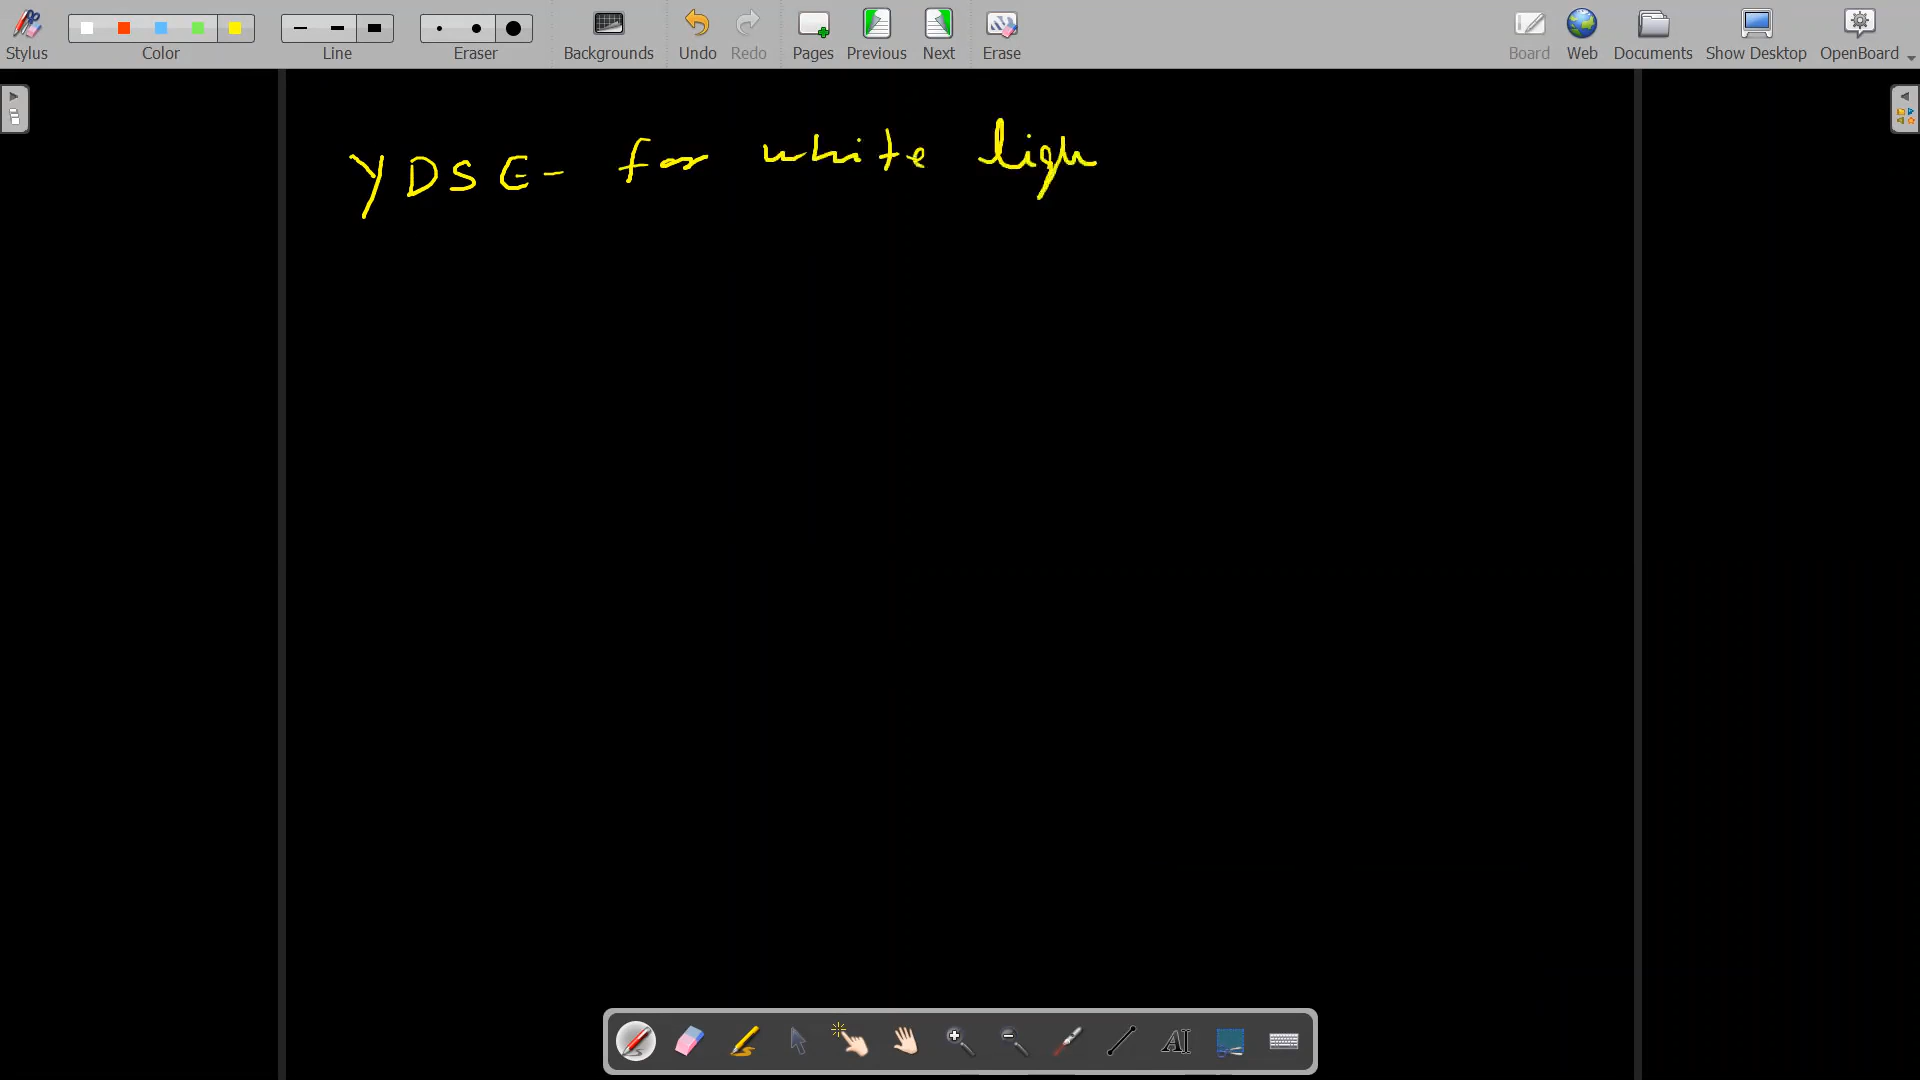 Stylus Color Line Eraser Backgrounds Undo Redo Pages Previous Next Erase Board Web Documents Show Desktop OpenBoard
YDSE- for white ligh
AI